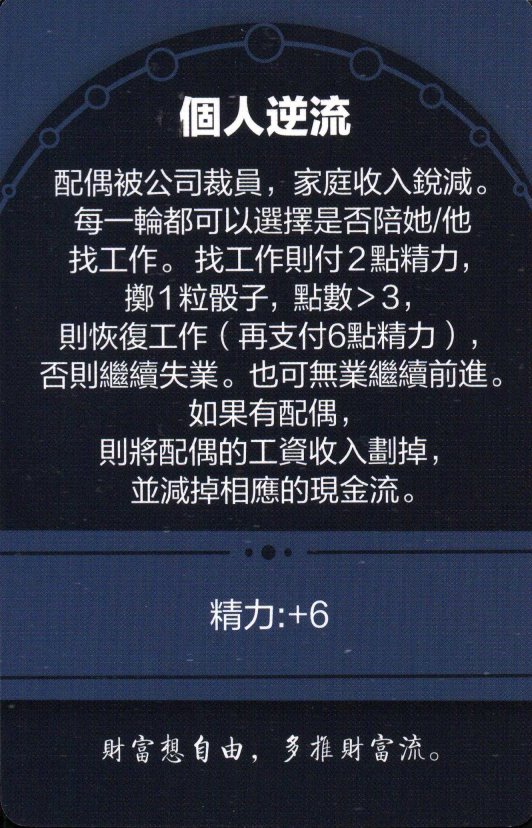 個人逆流
配偶被公司裁員，家庭收入銳減。
每一輪都可以選擇是否陪她/他
找工作。找工作則付2點精力，
擲1粒骰子，點數>3，
則恢復工作（再支付6點精力），
否則繼續失業。也可無業繼續前進。
如果有配偶，
則將配偶的工資收入劃掉，
並減掉相應的現金流。
精力:+6
財富想自由，多推財富流。